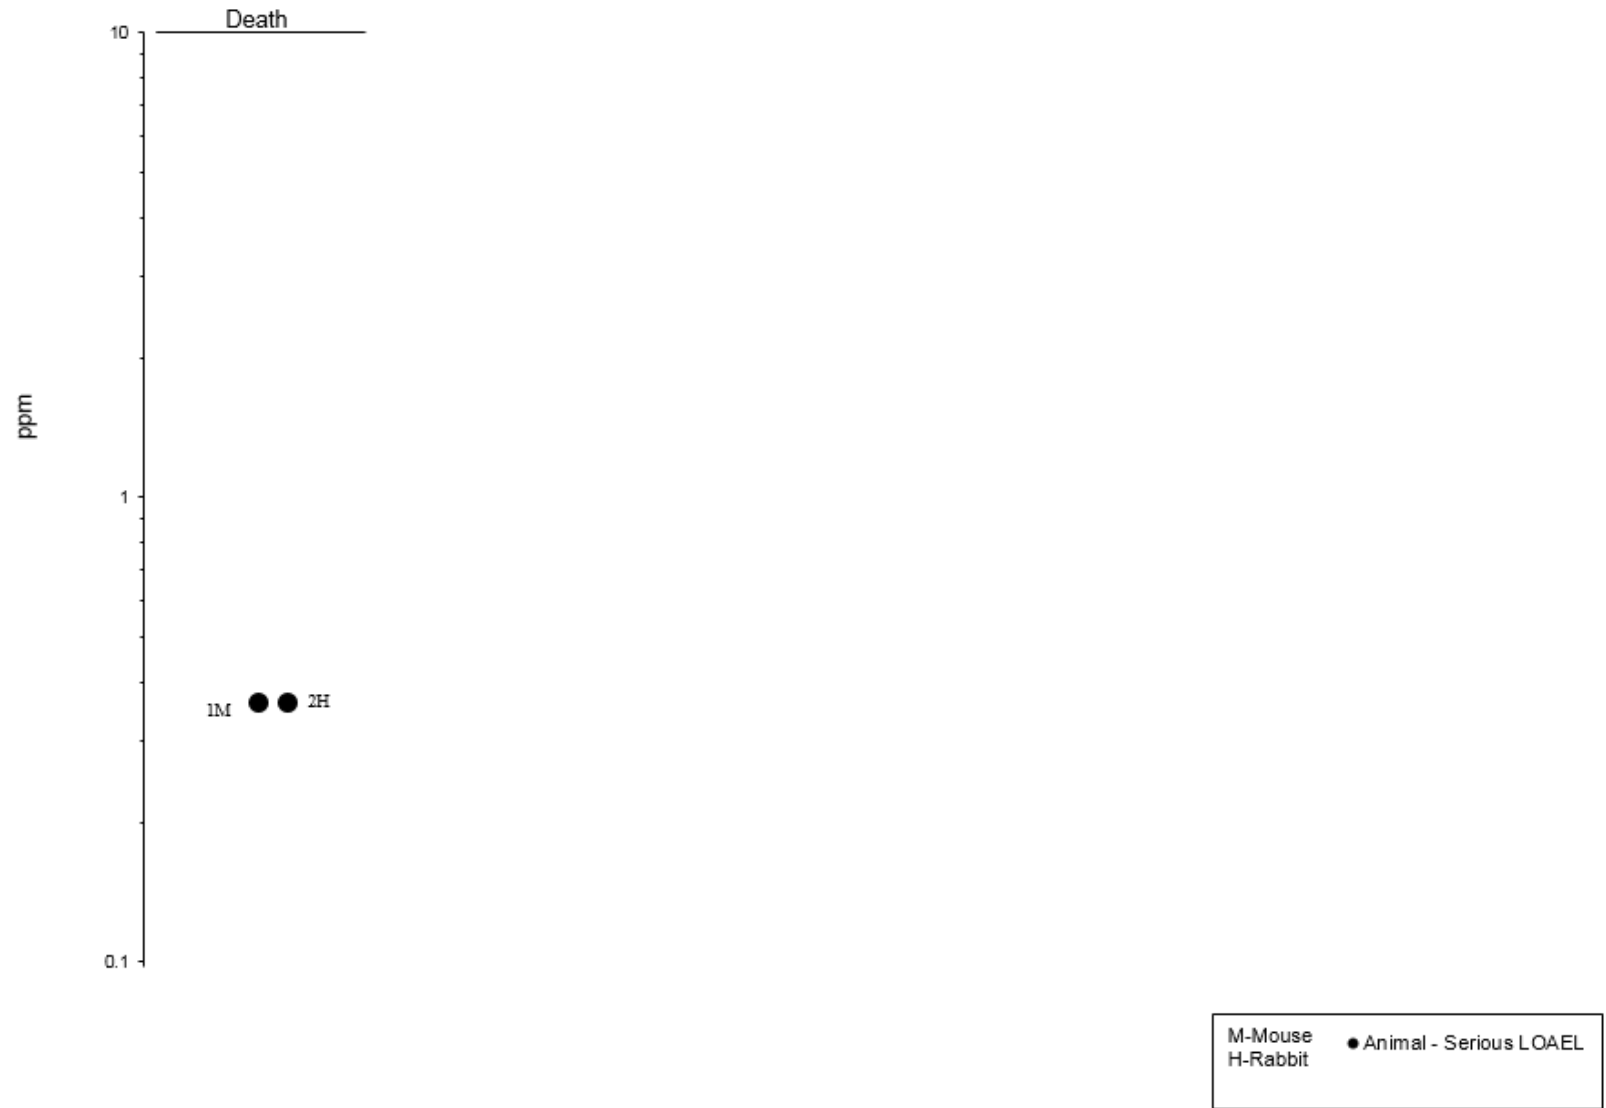 Death
10
ppm
1
1M
2H
0.1
M-Mouse
H-Rabbit
Animal - Serious LOAEL